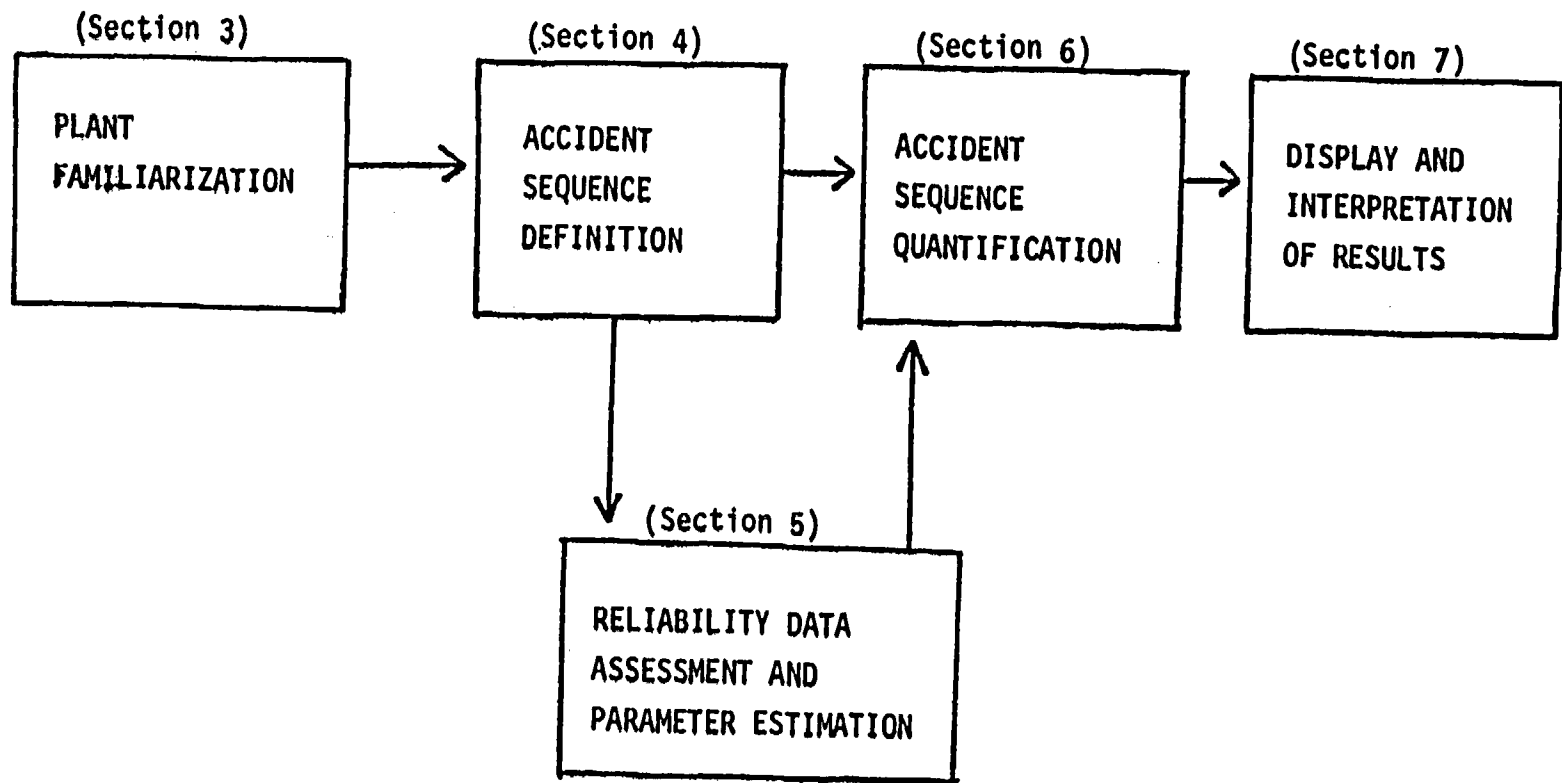 (Section 3)
PLANT
FAMILIARIZATION
(Section 4)
ACCIDENT
SEQUENCE
DEFINITION
(Section 6)
ACCIDENT
SEQUENCE
QUANTIFICATION
(Section 7)
DISPLAY AND
INTERPRETATION
OF RESULTS
(Section 5)
RELIABILITY DATA
ASSESSMENT AND
PARAMETER ESTIMATION